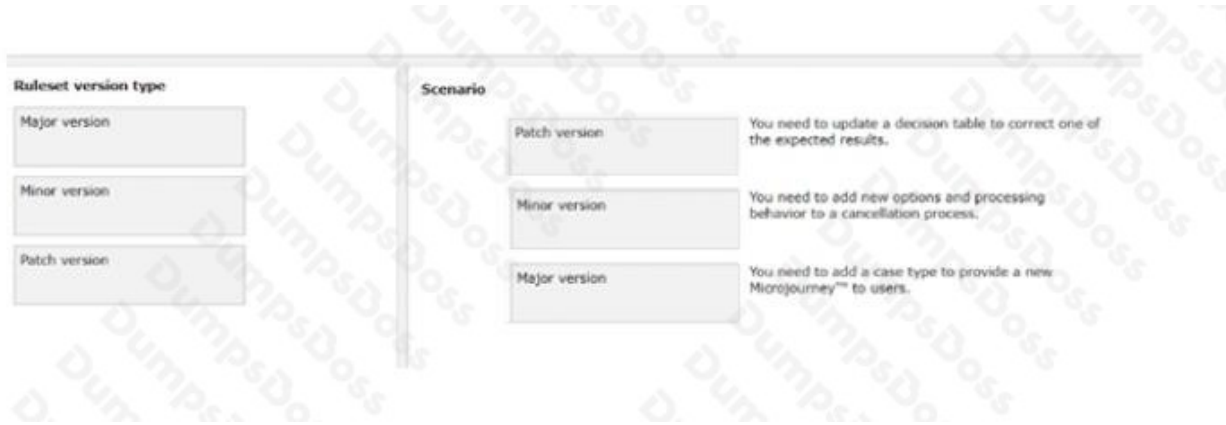 Ruleset version type
Major version
Minor version
Patch version
Scenario
Patch version
You need to update a decision table to correct one of
the expected results.
Minor version
You need to add new options and processing
behavior to a cancellation process.
Major version
You need to add a case type to provide a new
Microjourney™ to users.
DumpsDoss